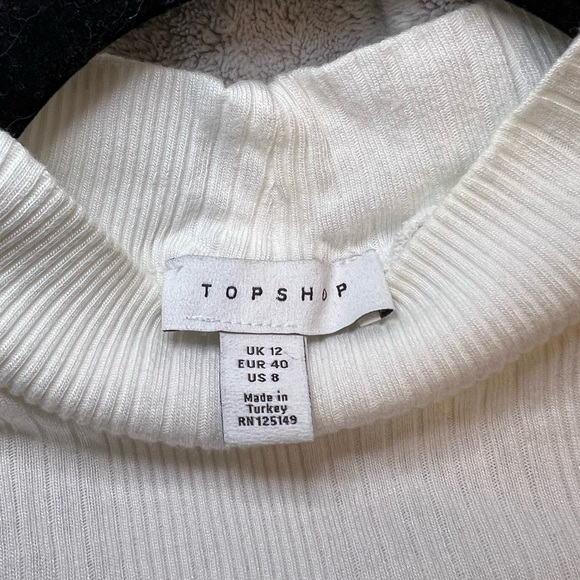 TOPSHOP
UK 12
EUR 40
US 8
Made in
Turkey
RN125149